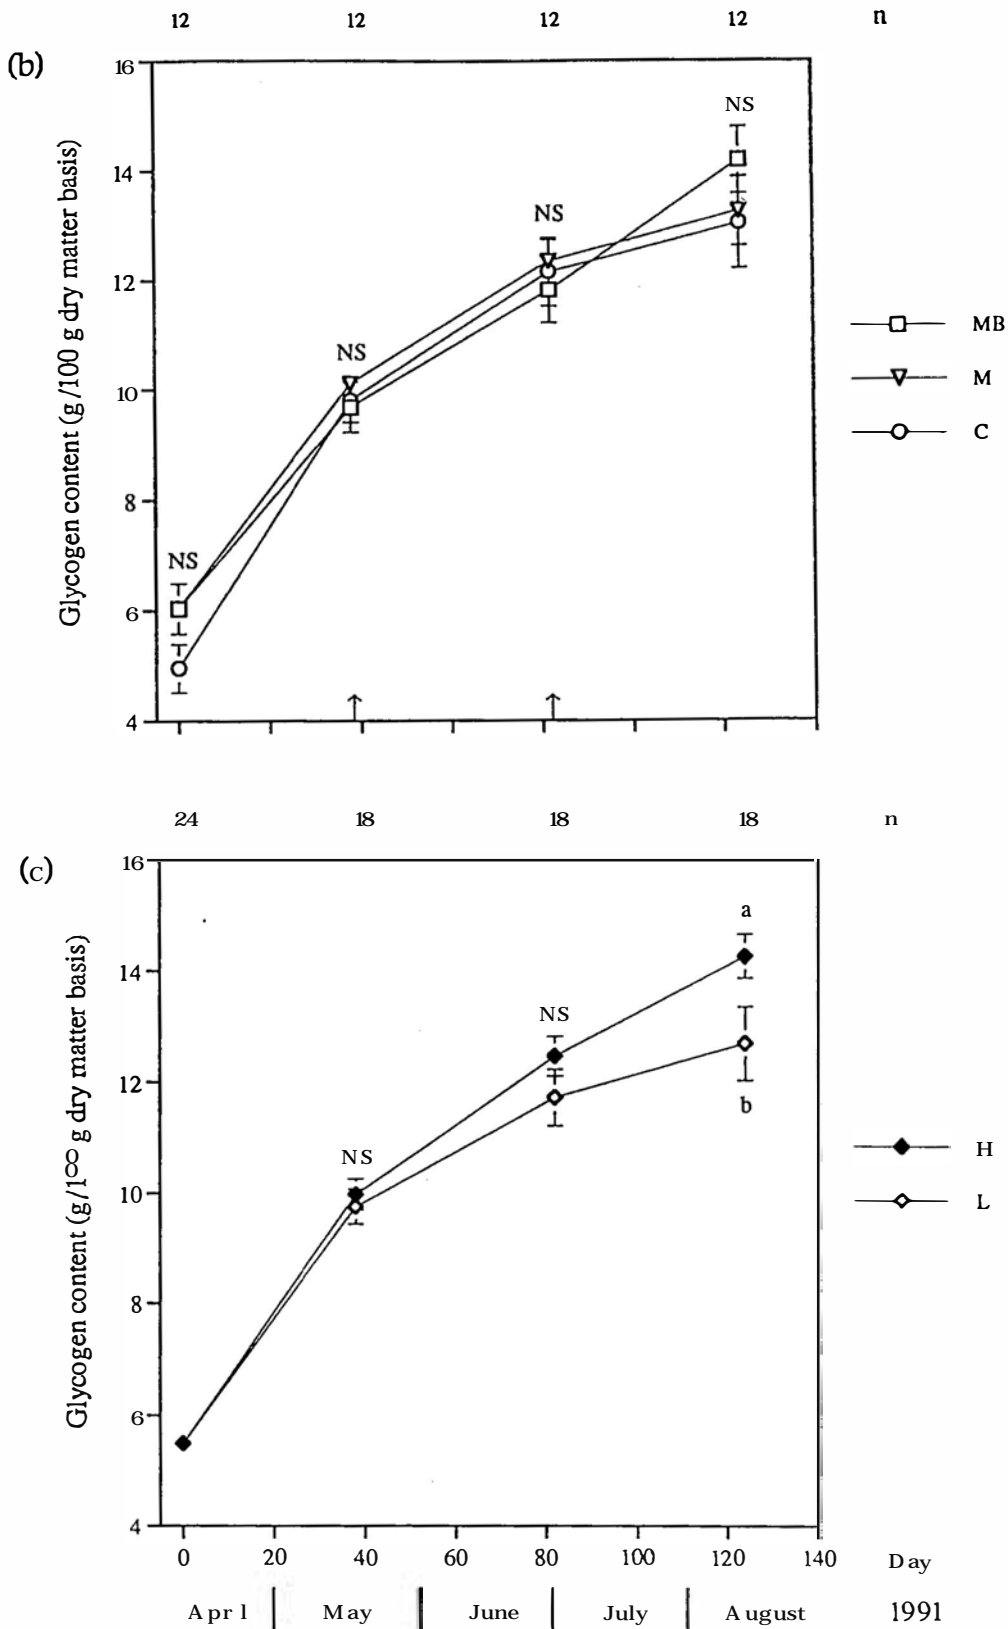 12 12 12 12 n
(b)
16
14
12
10
8
6
4
Glycogen content (g/100 g dry matter basis)
NS
NS
NS
NS
MB
M
C
24 18 18 18 n
(c)
16
14
12
10
8
6
4
Glycogen content (g/100 g dry matter basis)
NS
NS
a
b
H
L
0 20 40 60 80 100 120 140 Day
Aprl May June July August 1991